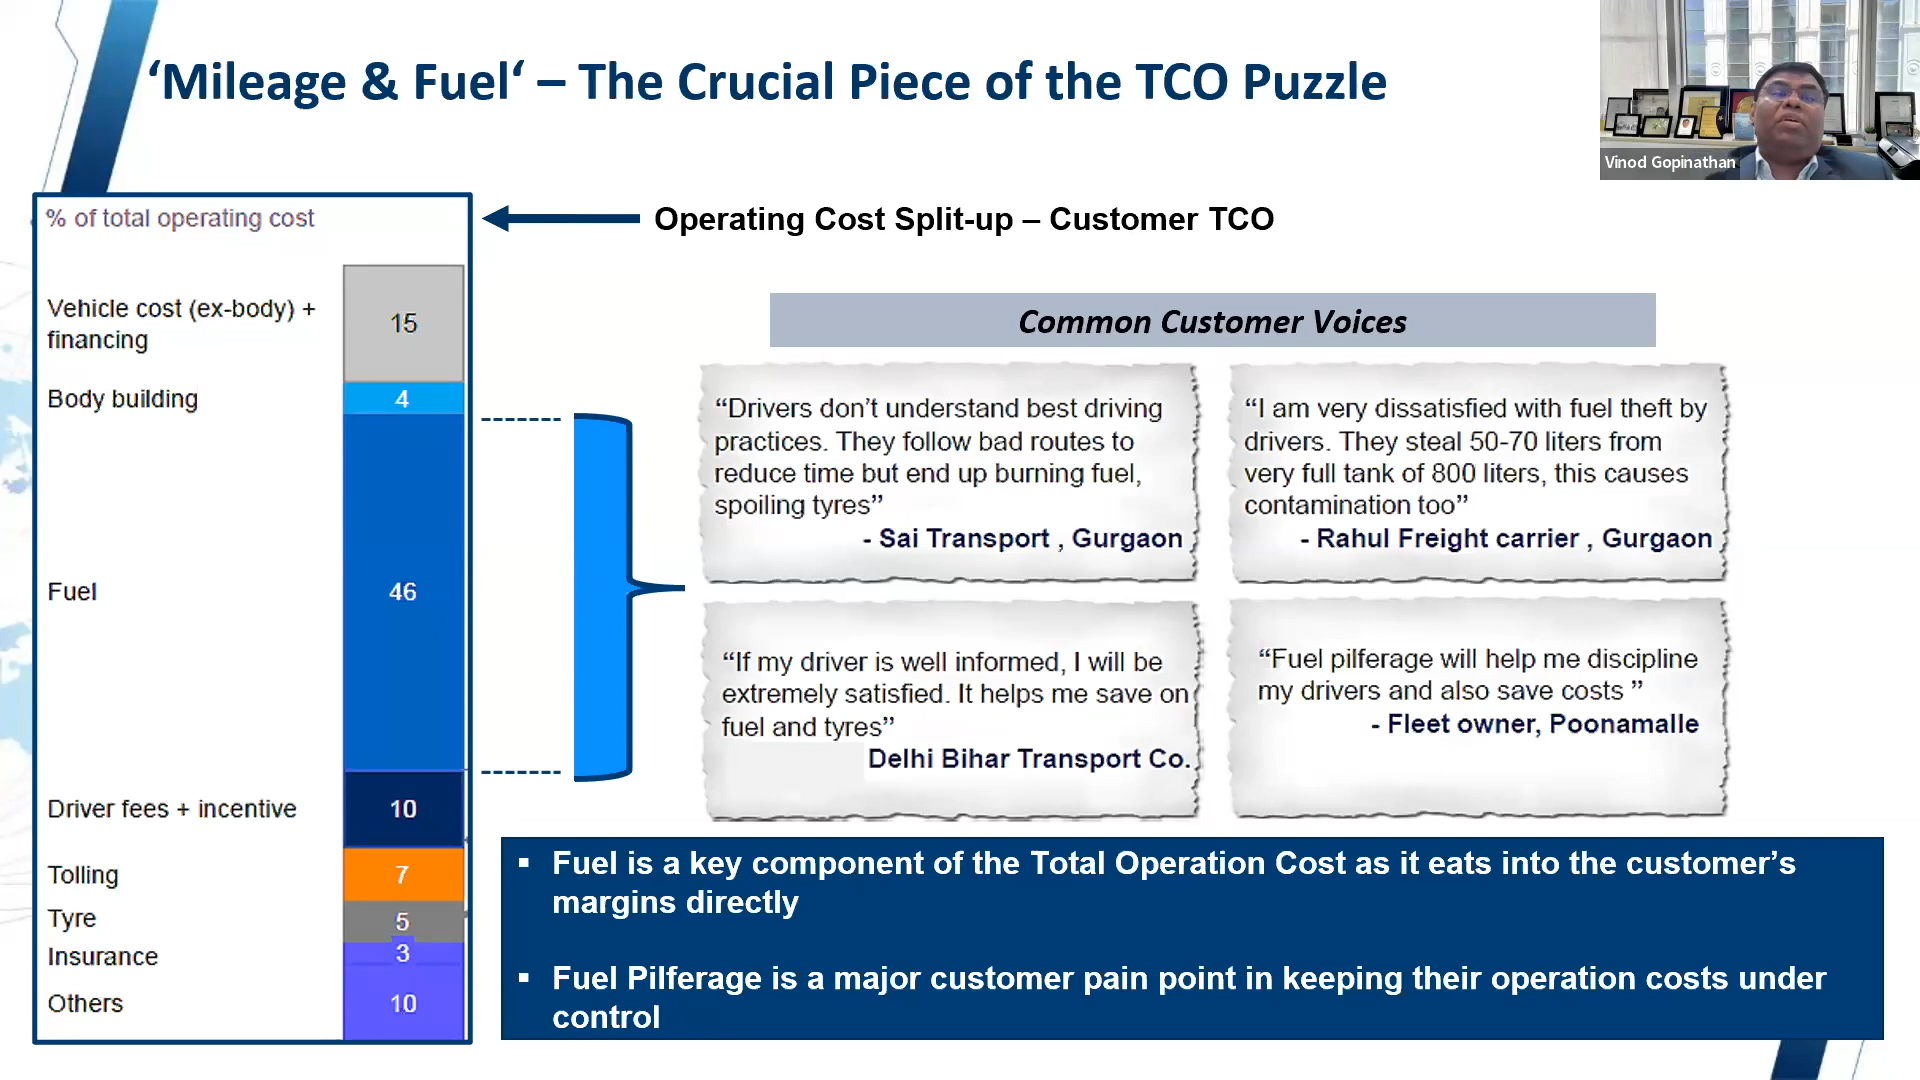 ‘Mileage & Fuel‘ – The Crucial Piece of the TCO Puzzle
Vinod Gopinathan
% of total operating cost
Operating Cost Split-up – Customer TCO
Vehicle cost (ex-body) +
financing
15
Body building
4
Fuel
46
Driver fees + incentive
10
Tolling
7
Tyre
5
Insurance
3
Others
10
Common Customer Voices
“Drivers don’t understand best driving
practices. They follow bad routes to
reduce time but end up burning fuel,
spoiling tyres”
- Sai Transport , Gurgaon
“I am very dissatisfied with fuel theft by
drivers. They steal 50-70 liters from
very full tank of 800 liters, this causes
contamination too”
- Rahul Freight carrier , Gurgaon
“If my driver is well informed, I will be
extremely satisfied. It helps me save on
fuel and tyres”
Delhi Bihar Transport Co.
“Fuel pilferage will help me discipline
my drivers and also save costs ”
- Fleet owner, Poonamalle
▪ Fuel is a key component of the Total Operation Cost as it eats into the customer’s
margins directly
▪ Fuel Pilferage is a major customer pain point in keeping their operation costs under
control